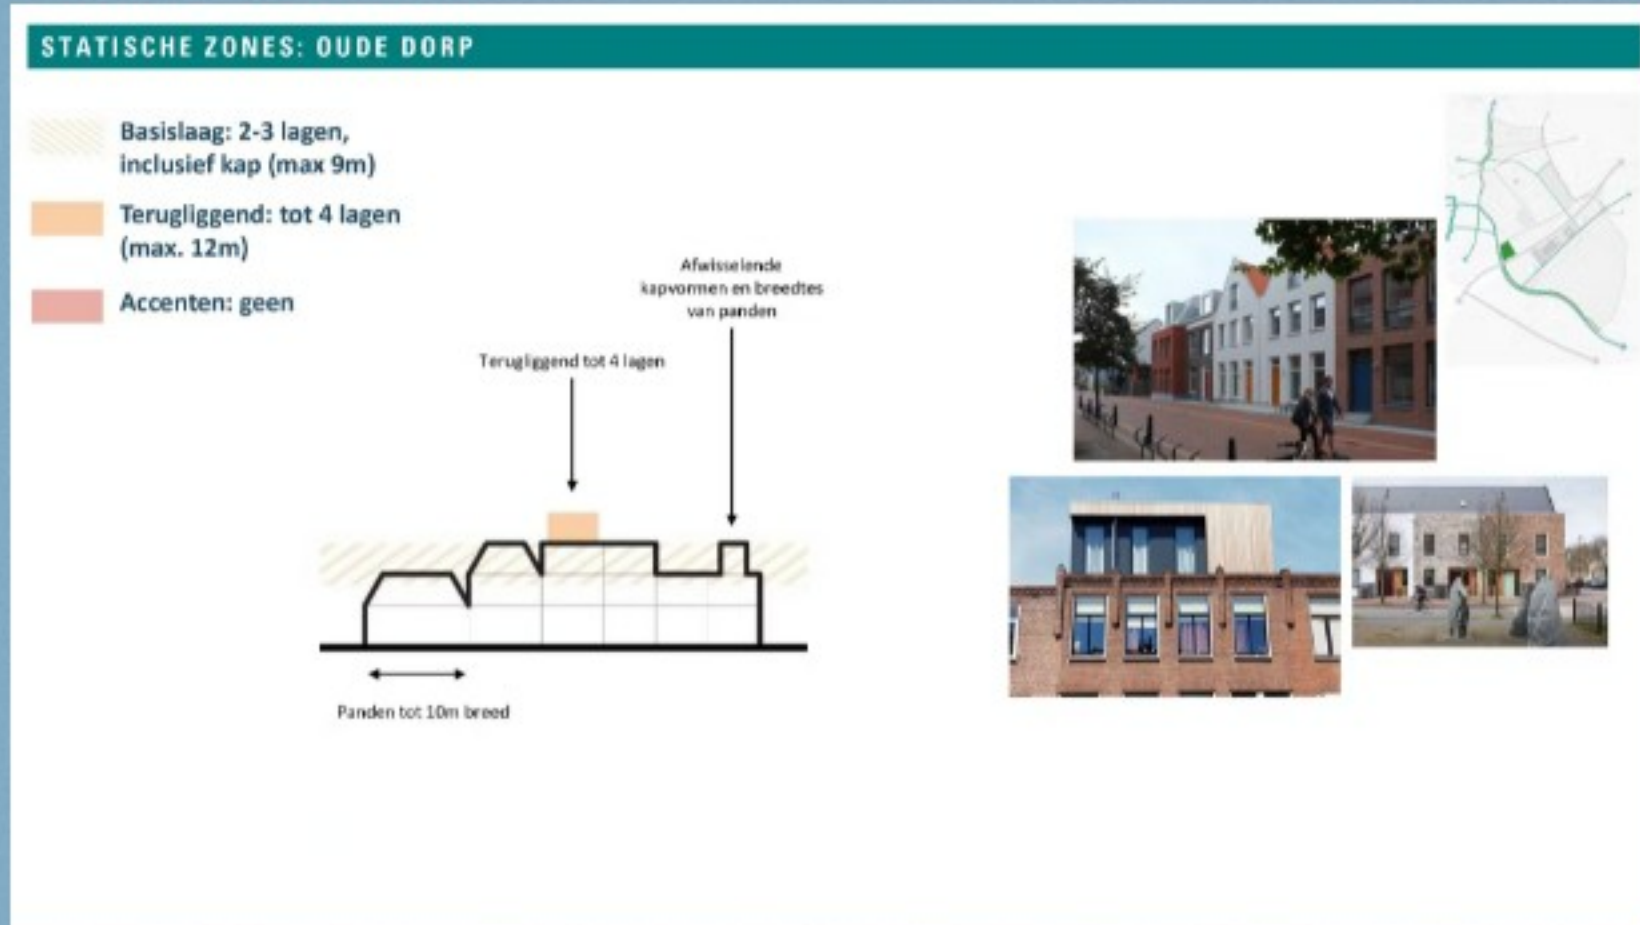 STATISCHE ZONES: OUDE DORP
Basislaag: 2-3 lagen,
inclusief kap (max 9m)
Terugliggend: tot 4 lagen
(max. 12m)
Accenten: geen
Afwisselende
kapvormen en breedtes
van panden
Terugliggend tot 4 lagen
Panden tot 10m breed